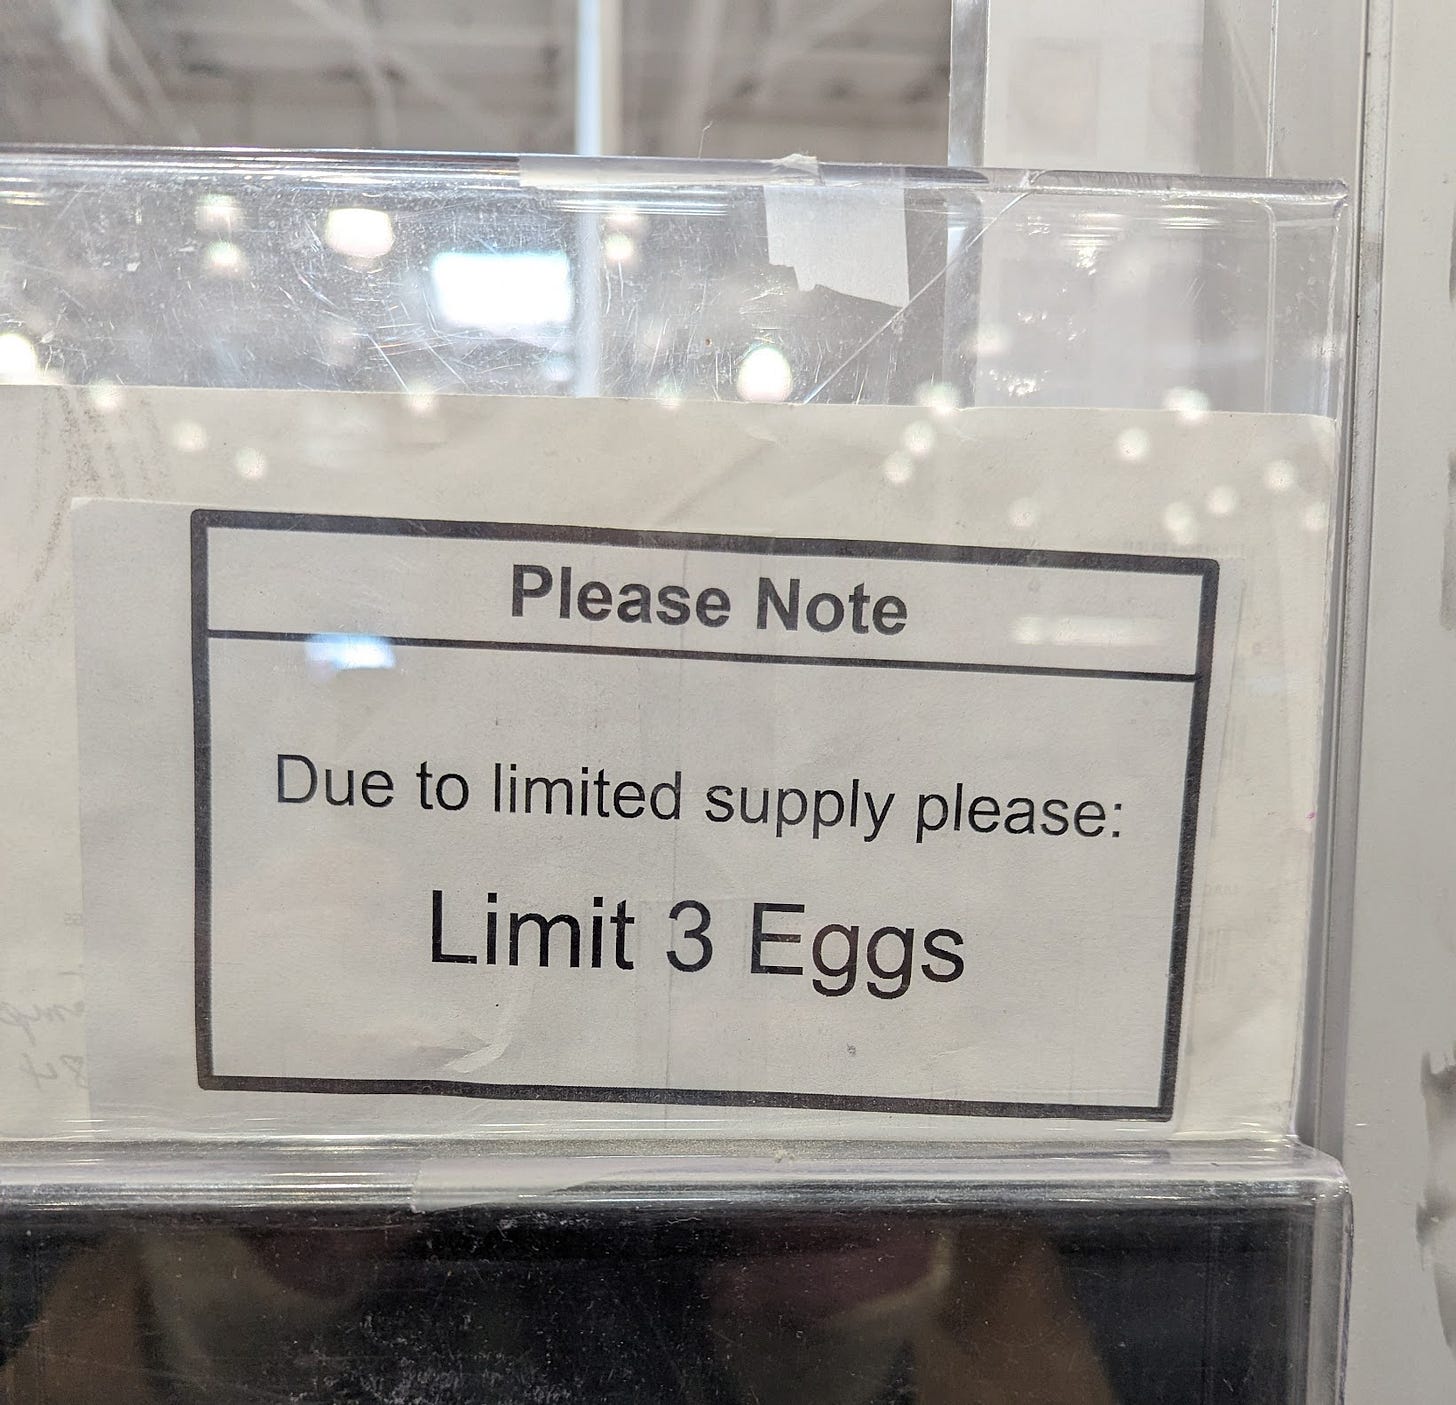 Please Note
Due to limited supply please:
Limit 3 Eggs